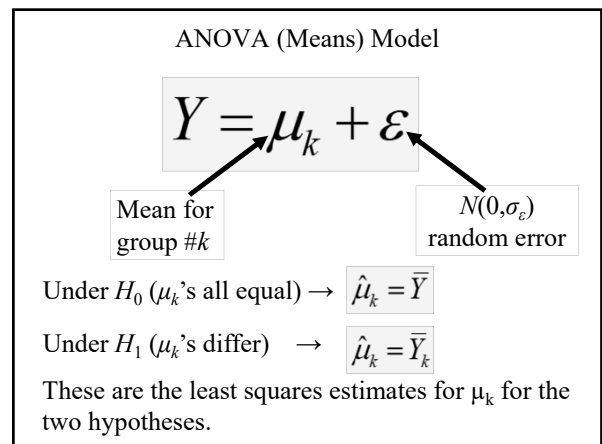 ANOVA (Means) Model
Y = μₖ + ε
Mean for
group #k
N(0,σ_ε)
random error
Under H₀ (μₖ's all equal) → μ̂ₖ = Ȳ
Under H₁ (μₖ's differ) → μ̂ₖ = Ȳₖ
These are the least squares estimates for μₖ for the
two hypotheses.